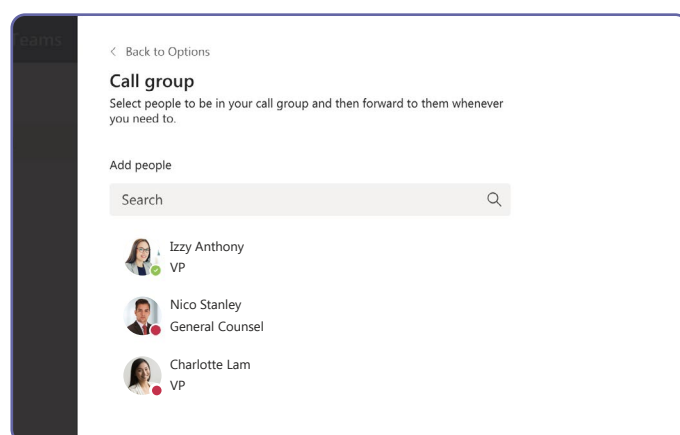 Teams
Back to Options
Call group
Select people to be in your call group and then forward to them whenever
you need to.
Add people
Search
Izzy Anthony
VP
Nico Stanley
General Counsel
Charlotte Lam
VP